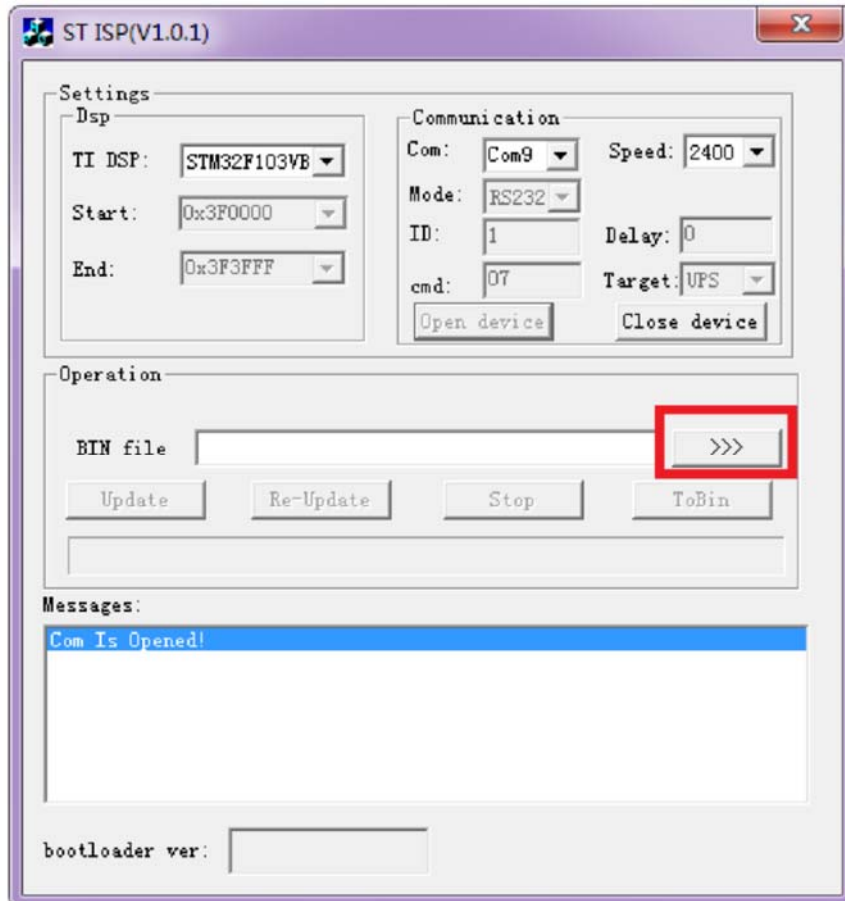 ST ISP(V1.0.1)
Settings
Dsp
TI DSP: STM32F103VB
Start: 0x3F0000
End: 0x3F3FFF
Communication
Com: Com9 Speed: 2400
Mode: RS232
ID: 1 Delay: 0
cmd: 07 Target: UPS
Open device Close device
Operation
BIN file >>>
Update Re-Update Stop ToBin
Messages:
Com Is Opened!
bootloader ver: